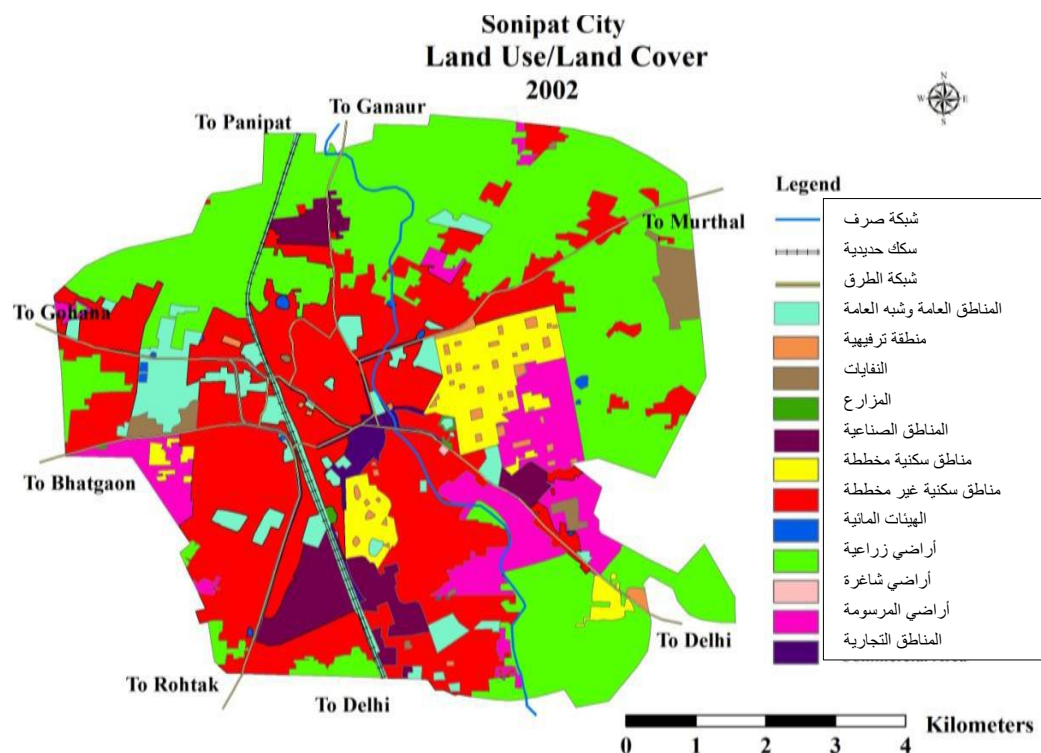 Sonipat City
Land Use/Land Cover
2002
N
W E
S
To Ganaur
To Panipat
To Murthal
To Gohana
To Bhatgaon
To Rohtak
To Delhi
To Delhi
Legend
شبكة صرف
سكك حديدية
شبكة الطرق
المناطق العامة وشبه العامة
منطقة ترفيهية
النفايات
المزارع
المناطق الصناعية
مناطق سكنية مخططة
مناطق سكنية غير مخططة
الهيئات المائية
أراضي زراعية
أراضي شاغرة
أراضي المرسومة
المناطق التجارية
Kilometers
0 1 2 3 4